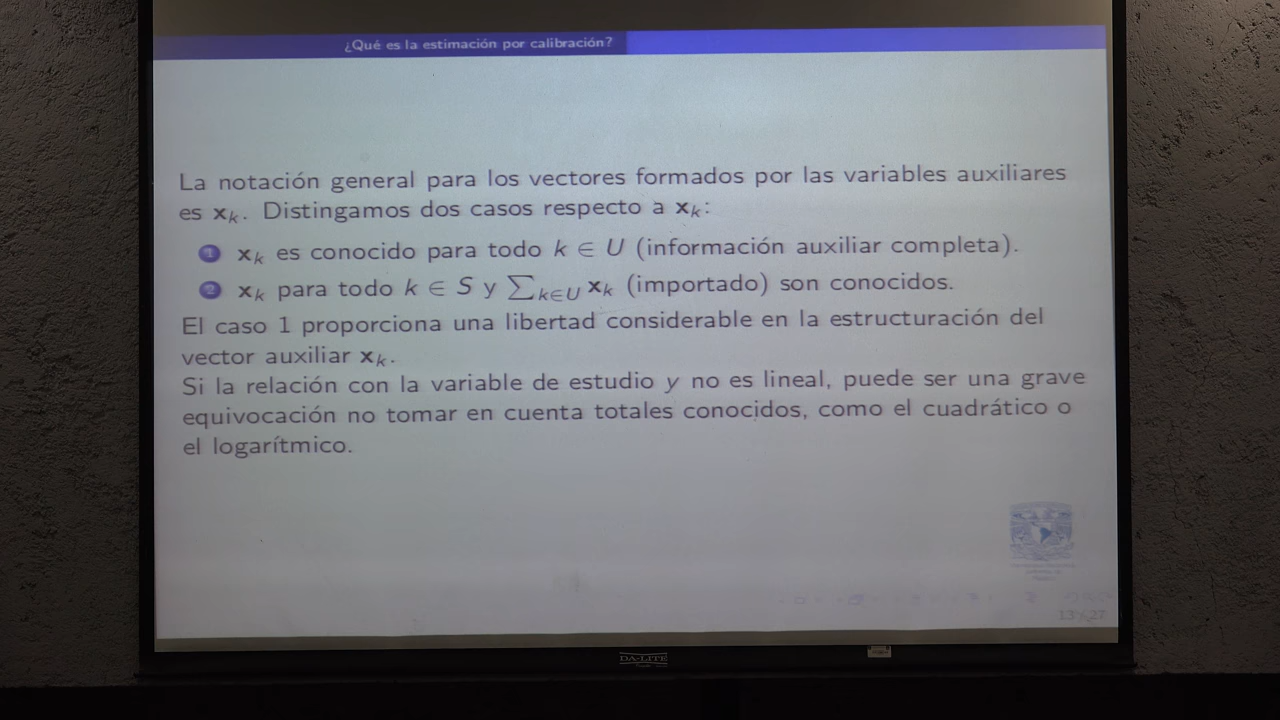 ¿Qué es la estimación por calibración?
La notación general para los vectores formados por las variables auxiliares
es x_k. Distingamos dos casos respecto a x_k:
1 x_k es conocido para todo k ∈ U (información auxiliar completa).
2 x_k para todo k ∈ S y ∑_{k∈U} x_k (importado) son conocidos.
El caso 1 proporciona una libertad considerable en la estructuración del
vector auxiliar x_k.
Si la relación con la variable de estudio y no es lineal, puede ser una grave
equivocación no tomar en cuenta totales conocidos, como el cuadrático o
el logarítmico.
13 / 27
DA-LITE